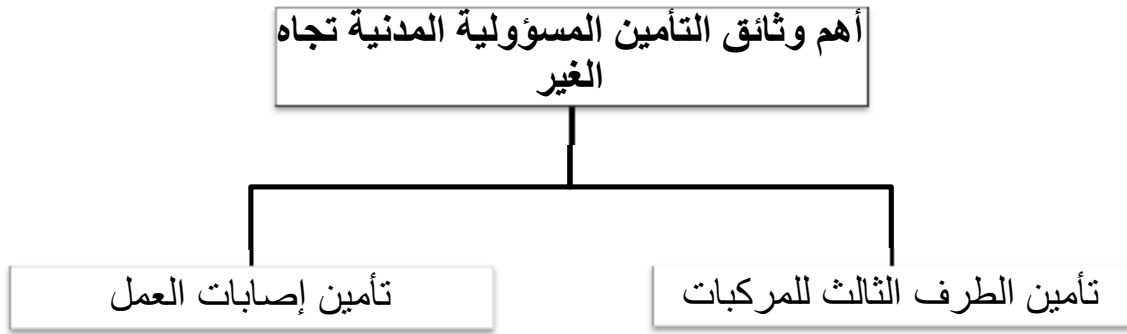 أهم وثائق التأمين المسؤولية المدنية تجاه
الغير
تأمين الطرف الثالث للمركبات
تأمين إصابات العمل